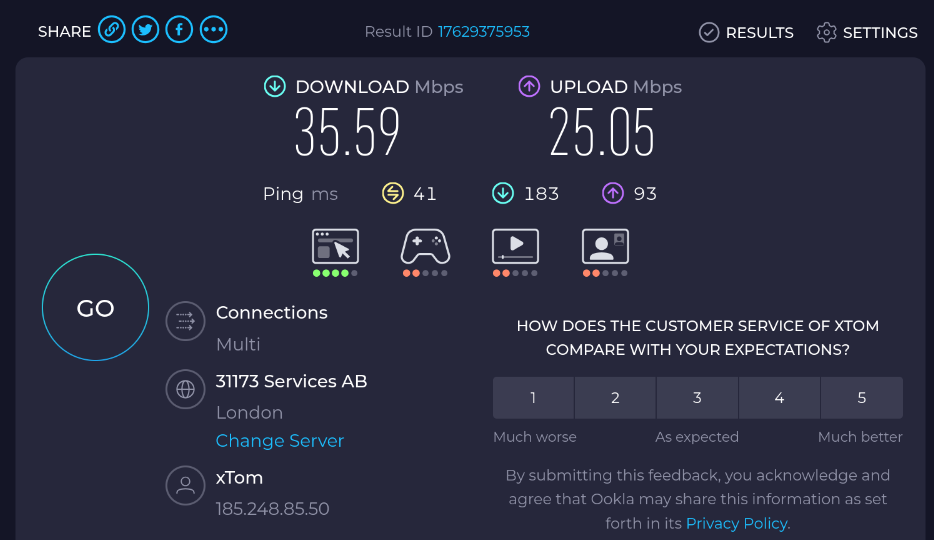 SHARE
Result ID 17629375953
RESULTS
SETTINGS
DOWNLOAD Mbps
35.59
UPLOAD Mbps
25.05
Ping ms
41
183
93
GO
Connections
Multi
31173 Services AB
London
Change Server
xTom
185.248.85.50
HOW DOES THE CUSTOMER SERVICE OF XTOM
COMPARE WITH YOUR EXPECTATIONS?
1 2 3 4 5
Much worse As expected Much better
By submitting this feedback, you acknowledge and
agree that Ookla may share this information as set
forth in its Privacy Policy.